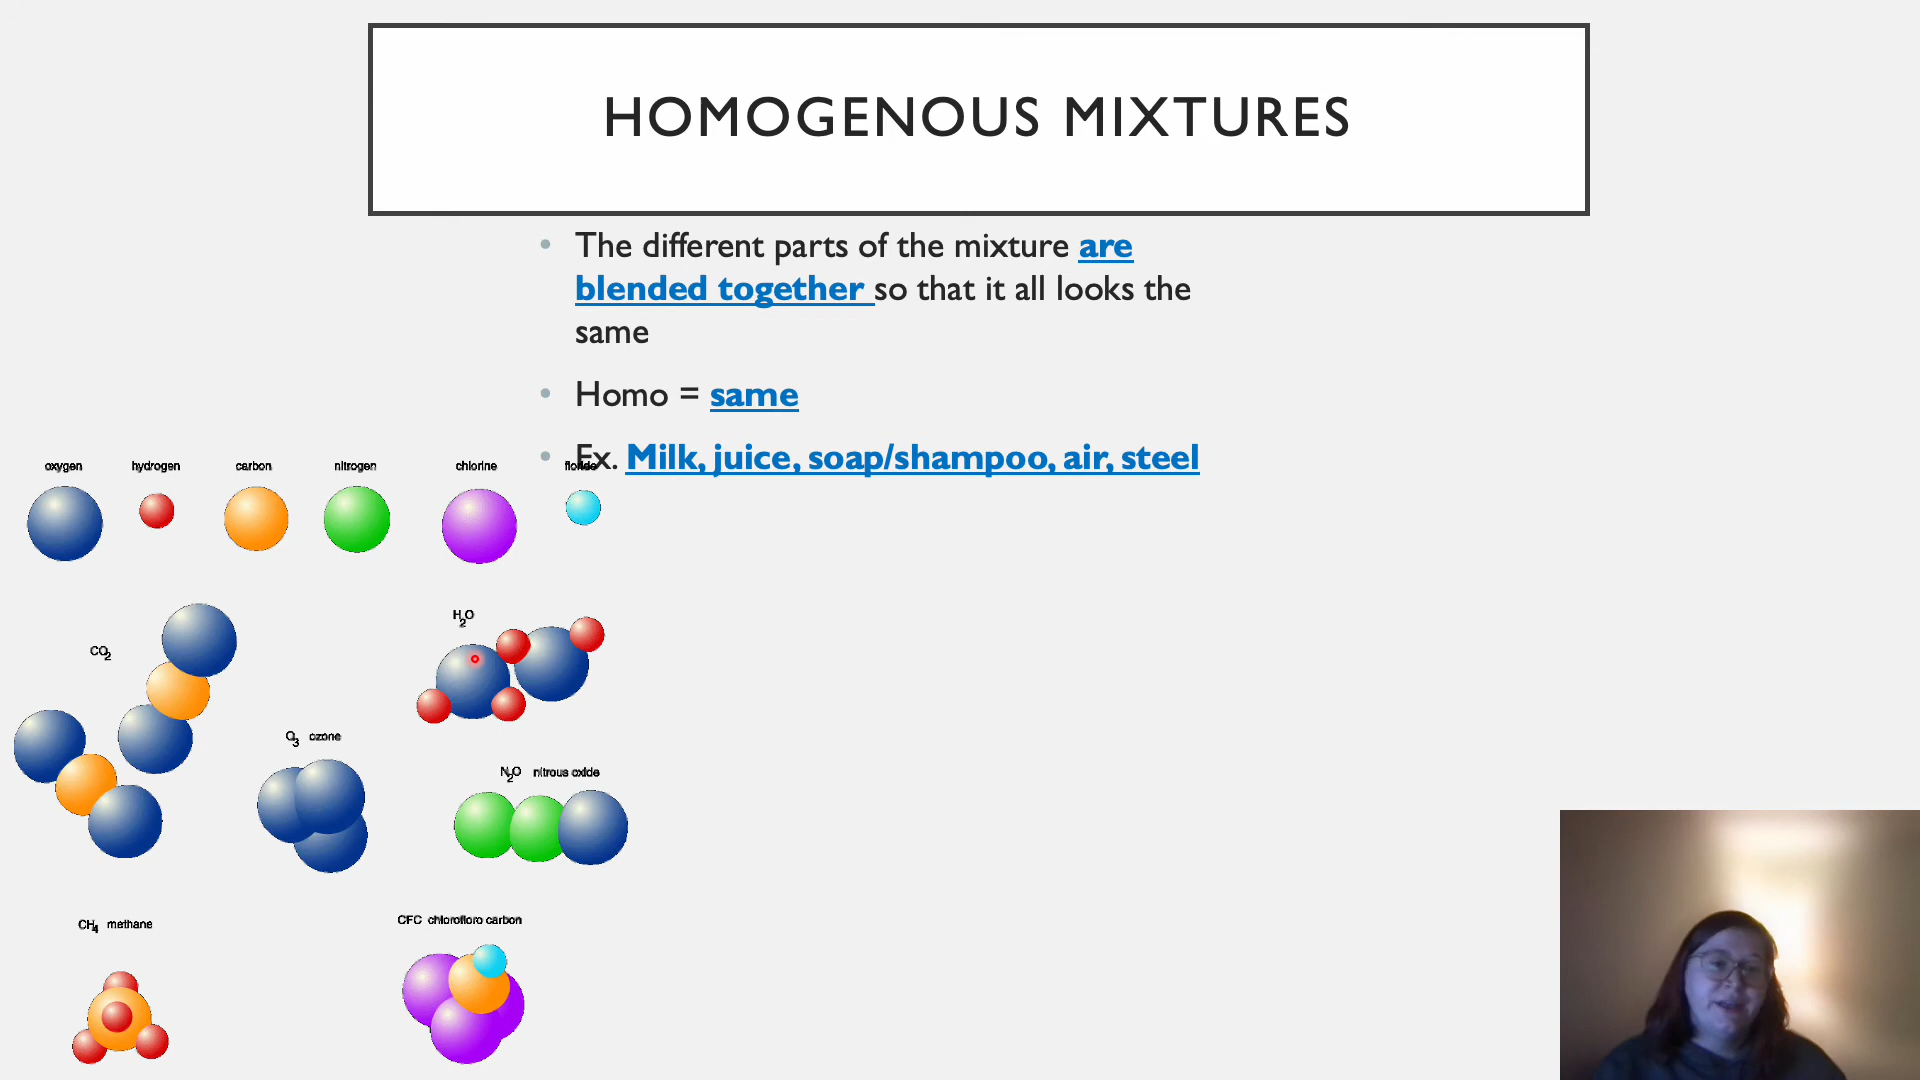 HOMOGENOUS MIXTURES
• The different parts of the mixture are
blended together so that it all looks the
same
• Homo = same
• Ex. Milk, juice, soap/shampoo, air, steel
oxygen hydrogen carbon nitrogen chlorine
H2O
CO2
O3 ozone
N2O nitrous oxide
CFC chlorofloro carbon
CH4 methane